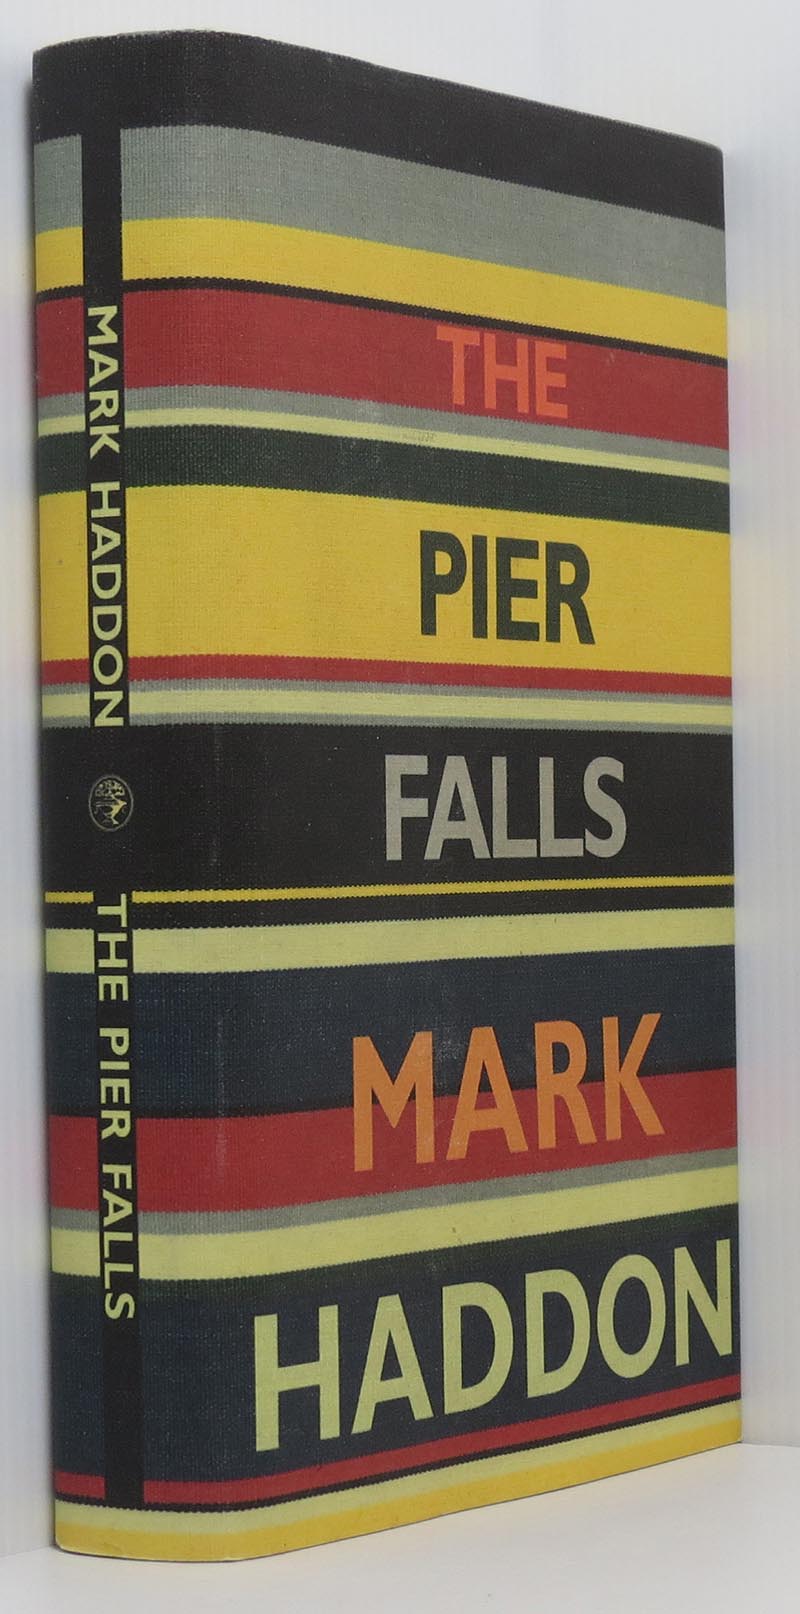 MARK HADDON
THE PIER FALLS
THE
PIER
FALLS
MARK
HADDON